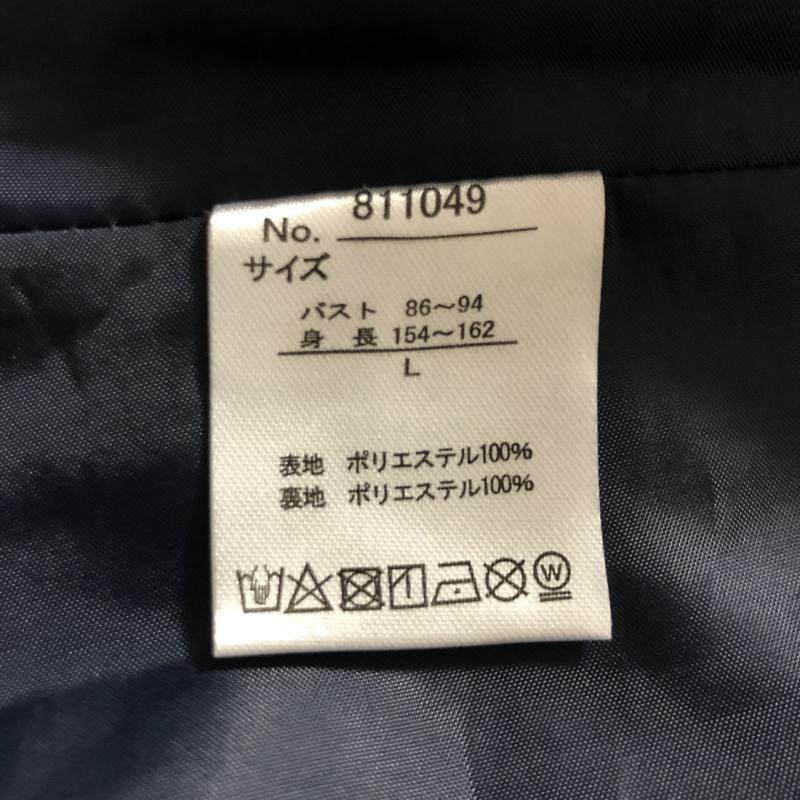 No. 811049
サイズ
バスト 86～94
身長 154～162
L
表地 ポリエステル100%
裏地 ポリエステル100%
W